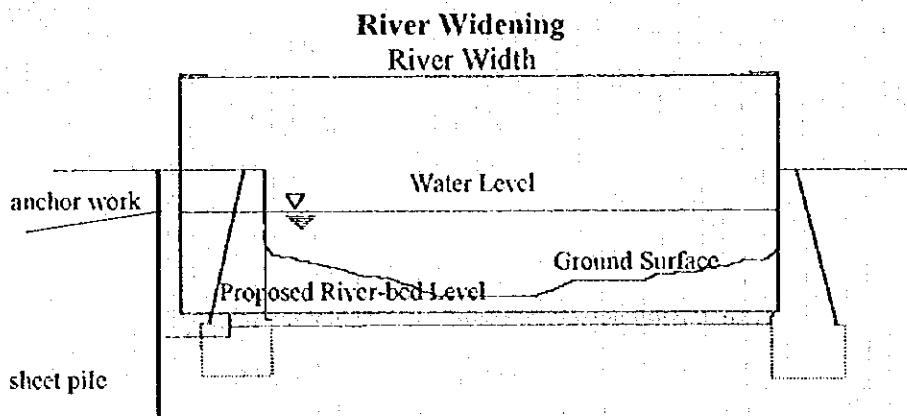 River Widening
River Width
Water Level
anchor work
Ground Surface
Proposed River-bed Level
sheet pile